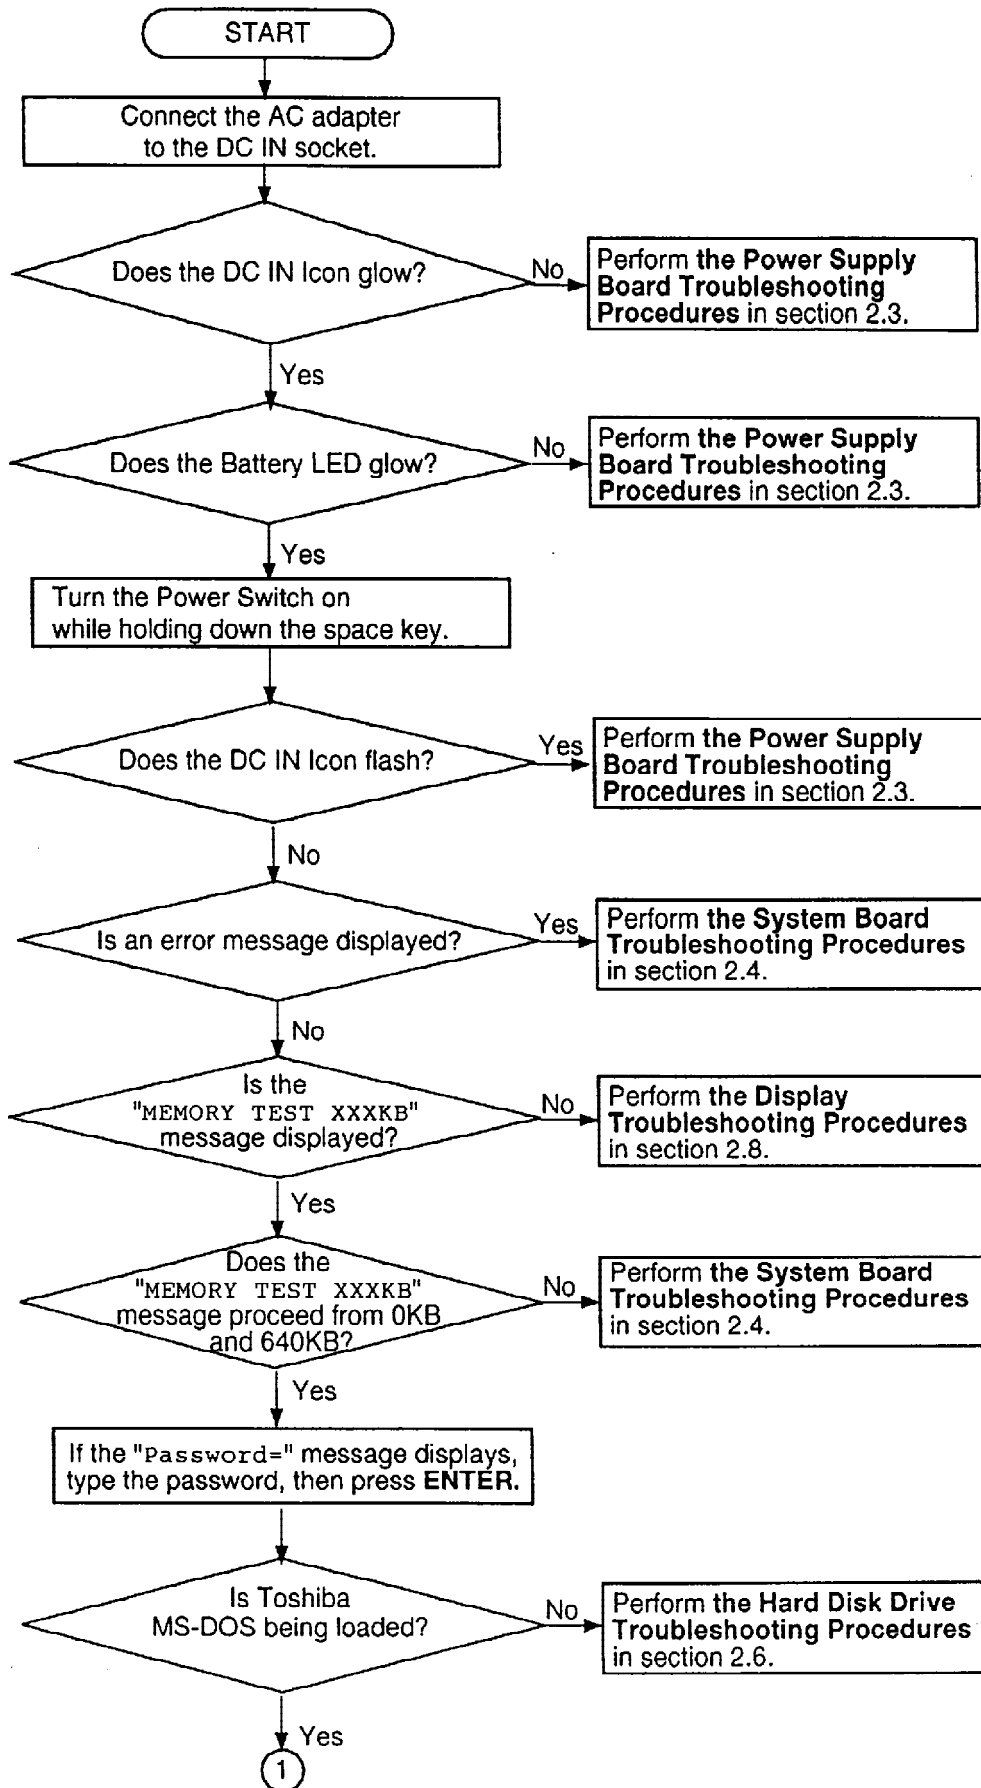 START
Connect the AC adapter
to the DC IN socket.
Does the DC IN Icon glow?
No
Perform the Power Supply
Board Troubleshooting
Procedures in section 2.3.
Yes
Does the Battery LED glow?
No
Perform the Power Supply
Board Troubleshooting
Procedures in section 2.3.
Yes
Turn the Power Switch on
while holding down the space key.
Does the DC IN Icon flash?
Yes
Perform the Power Supply
Board Troubleshooting
Procedures in section 2.3.
No
Is an error message displayed?
Yes
Perform the System Board
Troubleshooting Procedures
in section 2.4.
No
Is the
"MEMORY TEST XXXKB"
message displayed?
No
Perform the Display
Troubleshooting Procedures
in section 2.8.
Yes
Does the
"MEMORY TEST XXXKB"
message proceed from 0KB
and 640KB?
No
Perform the System Board
Troubleshooting Procedures
in section 2.4.
Yes
If the "Password=" message displays,
type the password, then press ENTER.
Is Toshiba
MS-DOS being loaded?
No
Perform the Hard Disk Drive
Troubleshooting Procedures
in section 2.6.
Yes
1